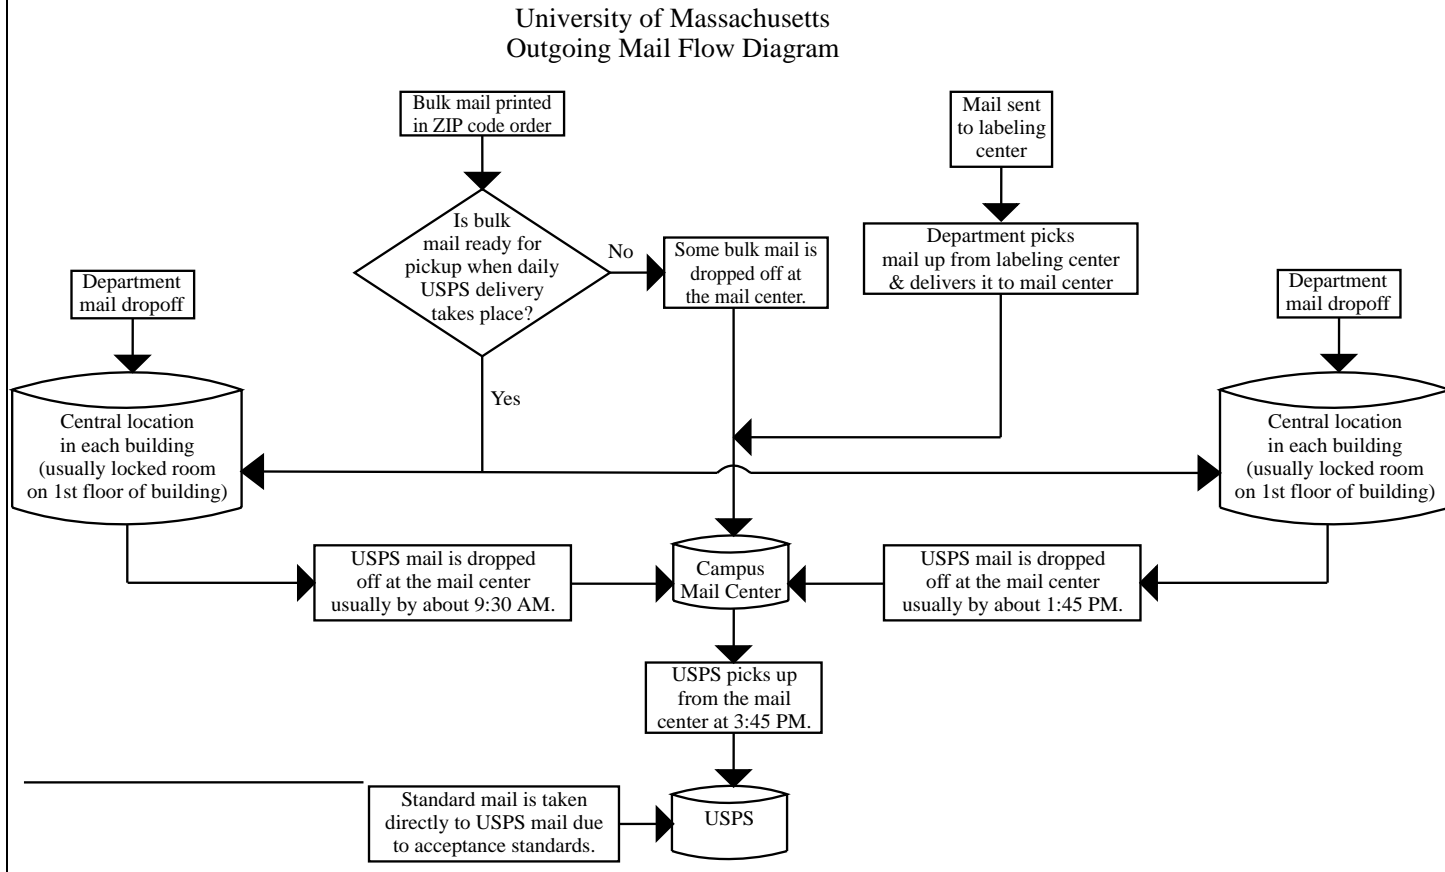 University of Massachusetts
Outgoing Mail Flow Diagram
Bulk mail printed
in ZIP code order
Mail sent
to labeling
center
Is bulk
mail ready for
pickup when daily
USPS delivery
takes place?
No
Some bulk mail is
dropped off at
the mail center.
Department picks
mail up from labeling center
& delivers it to mail center
Department
mail dropoff
Department
mail dropoff
Yes
Central location
in each building
(usually locked room
on 1st floor of building)
Central location
in each building
(usually locked room
on 1st floor of building)
USPS mail is dropped
off at the mail center
usually by about 9:30 AM.
Campus
Mail Center
USPS mail is dropped
off at the mail center
usually by about 1:45 PM.
USPS picks up
from the mail
center at 3:45 PM.
Standard mail is taken
directly to USPS mail due
to acceptance standards.
USPS